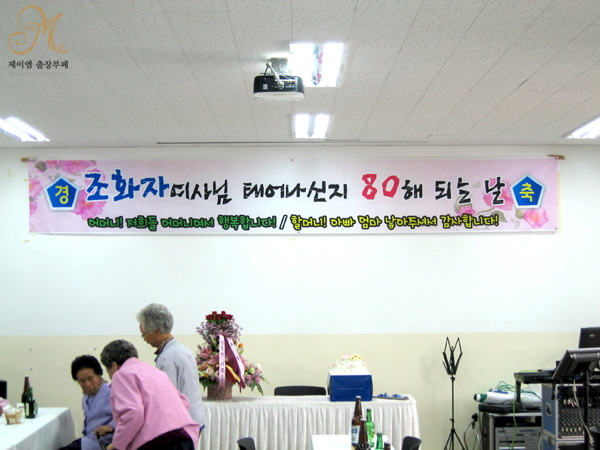 M
제이엠 출장부페
경 조화자여사님 태어나신지 80해 되는 날 축
어머니! 저희들 어머니여서 행복합니다! / 할머니! 아빠 엄마 낳아주셔서 감사합니다!